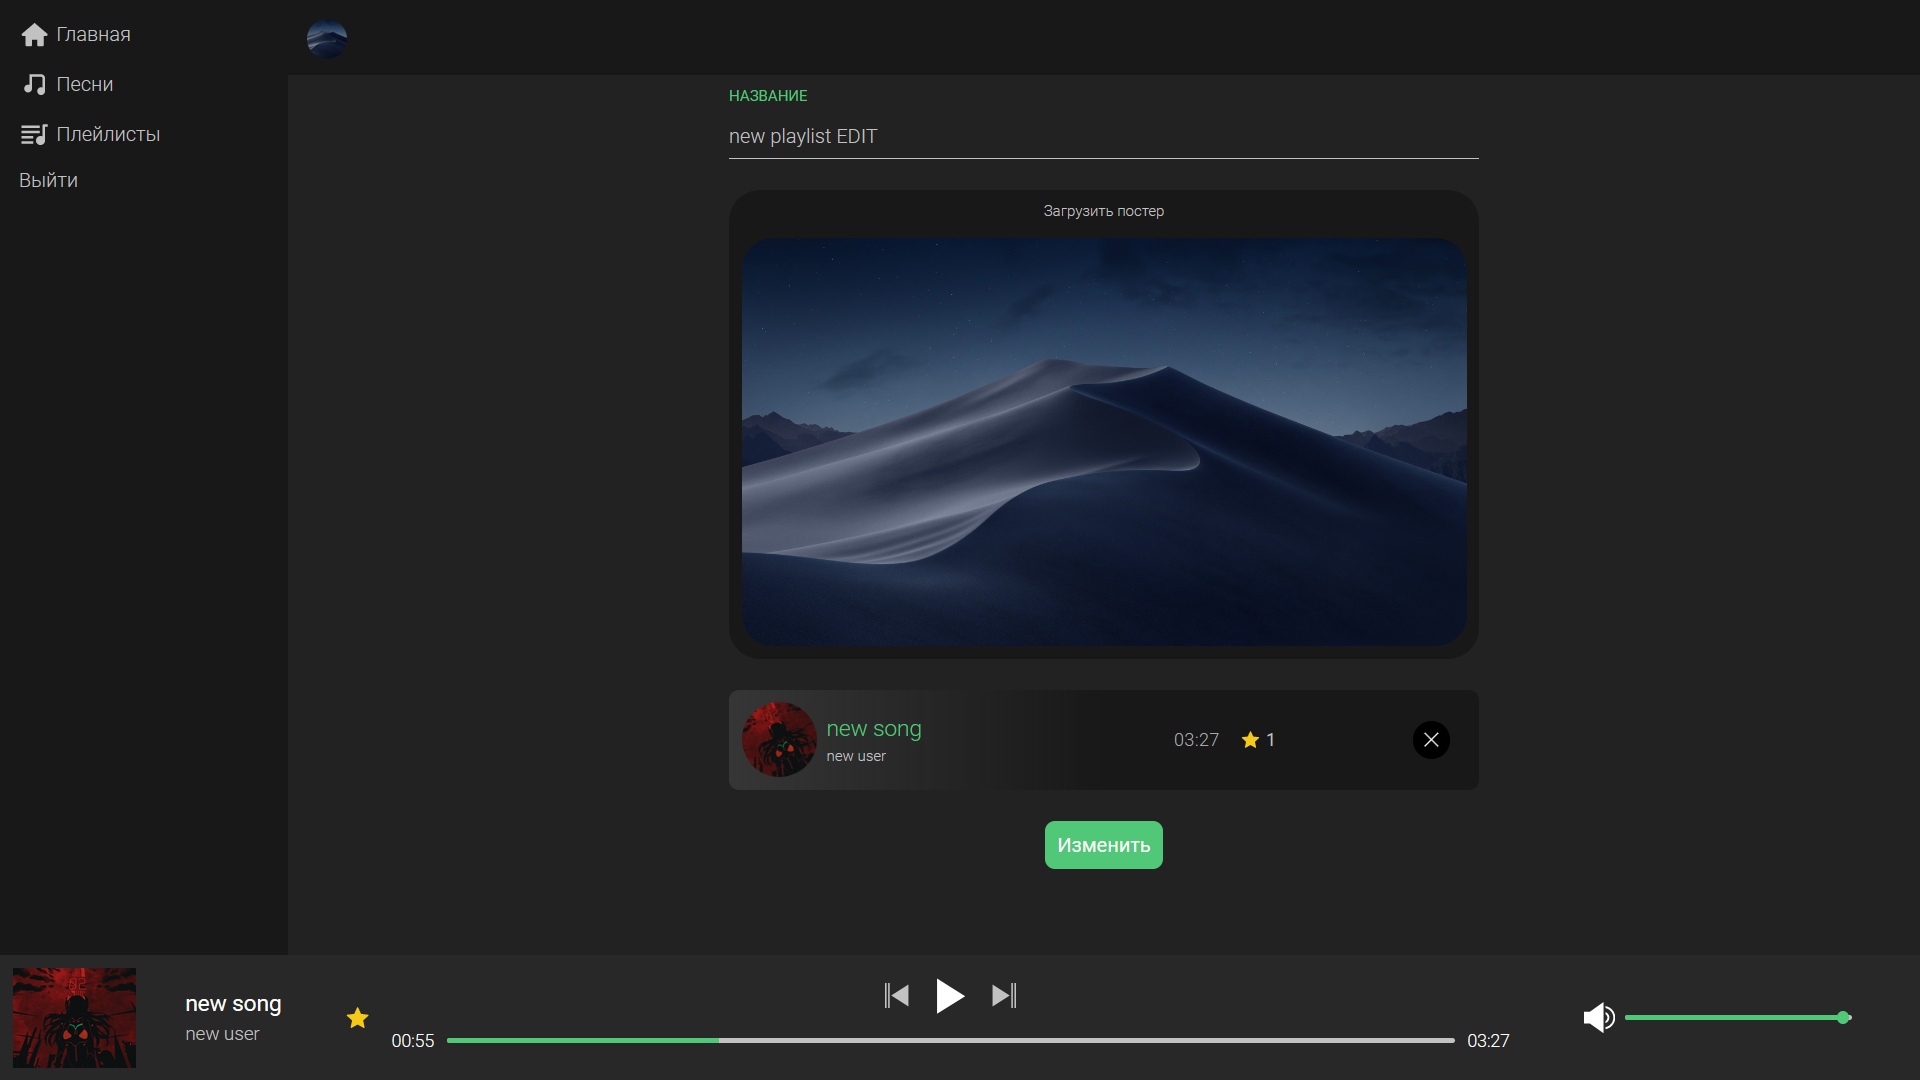 Главная
Песни
Плейлисты
Выйти
НАЗВАНИЕ
new playlist EDIT
Загрузить постер
new song
new user
03:27
1
Изменить
new song
new user
00:55
03:27